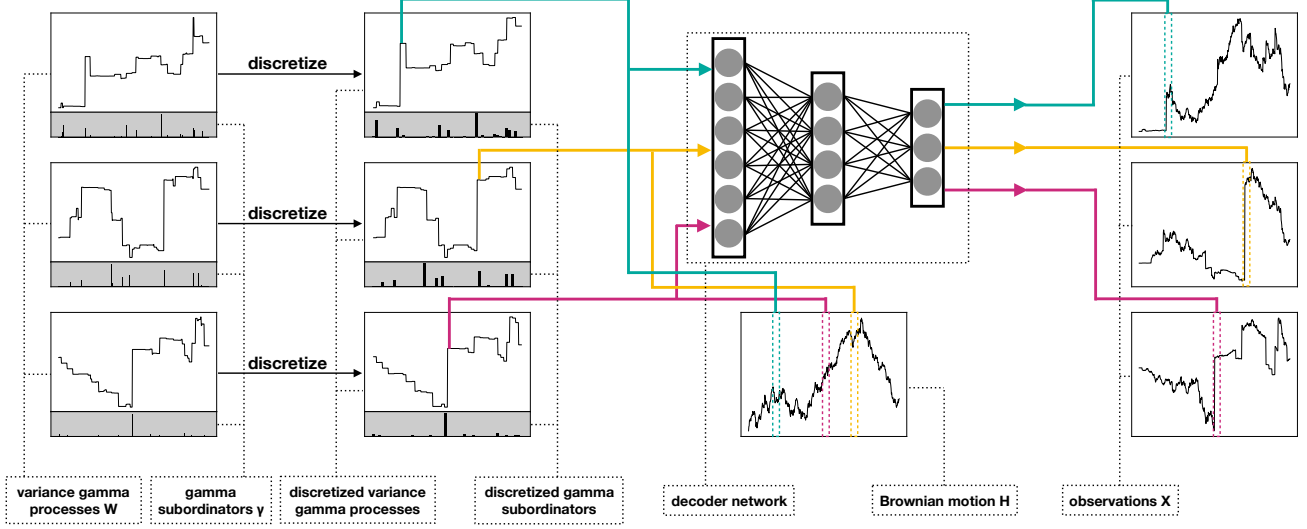 discretize
discretize
discretize
variance gamma
processes W
gamma
subordinators γ
discretized variance
gamma processes
discretized gamma
subordinators
decoder network
Brownian motion H
observations X